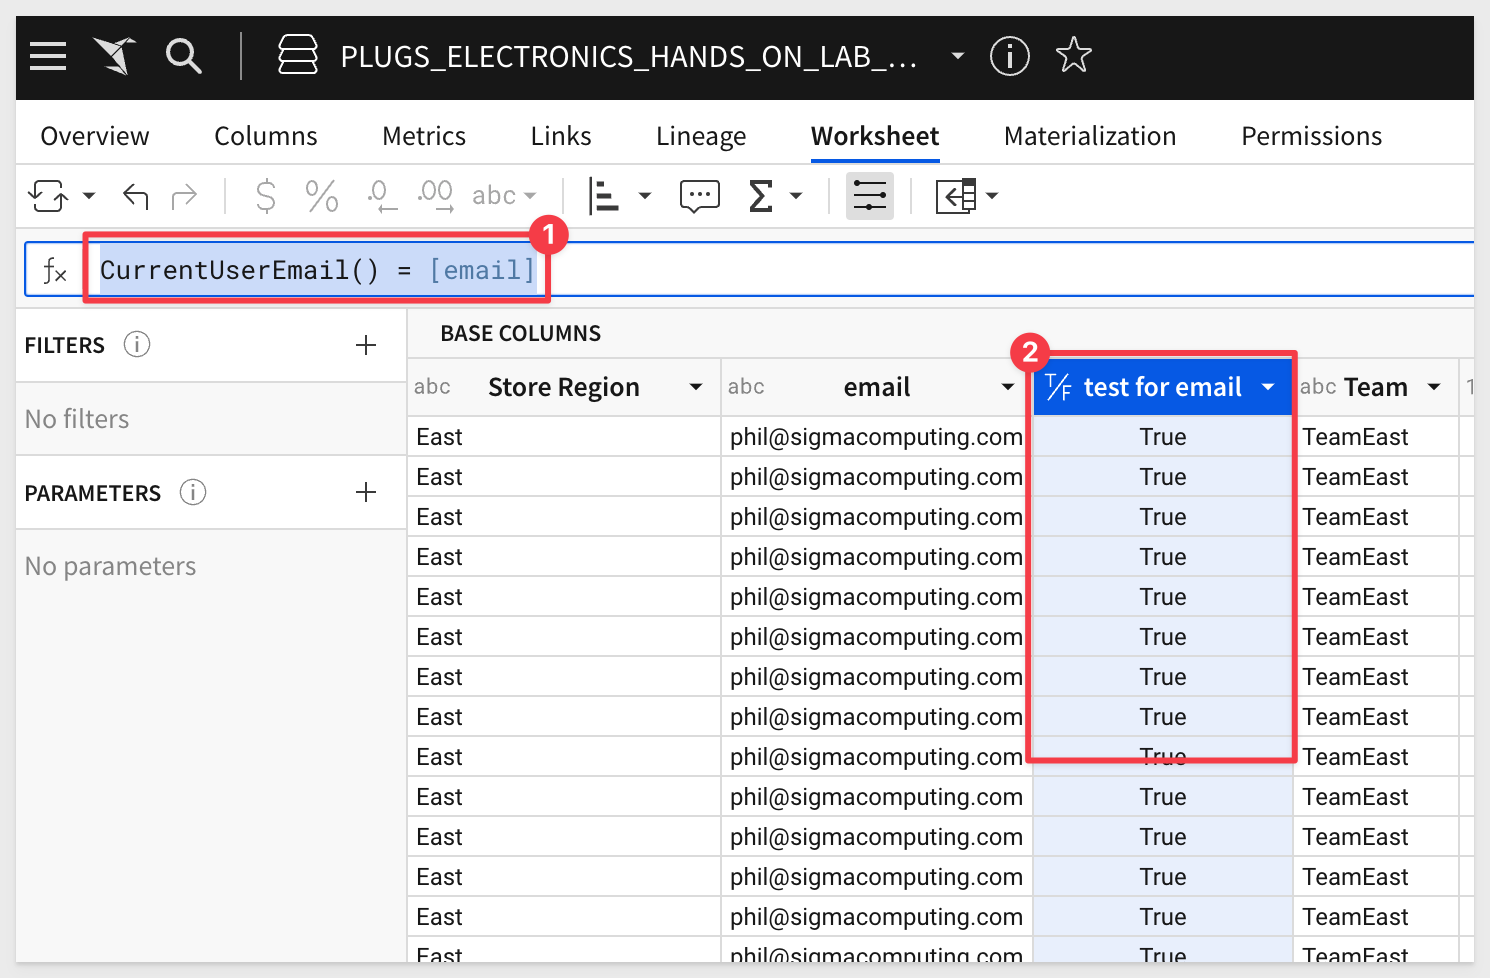 PLUGS_ELECTRONICS_HANDS_ON_LAB_...
Overview Columns Metrics Links Lineage Worksheet Materialization Permissions
$ % .0 .00 abc
1
fx CurrentUserEmail() = [email]
FILTERS
No filters
PARAMETERS
No parameters
BASE COLUMNS
2
abc Store Region abc email T/F test for email abc Team 1
East phil@sigmacomputing.com True TeamEast
East phil@sigmacomputing.com True TeamEast
East phil@sigmacomputing.com True TeamEast
East phil@sigmacomputing.com True TeamEast
East phil@sigmacomputing.com True TeamEast
East phil@sigmacomputing.com True TeamEast
East phil@sigmacomputing.com True TeamEast
East phil@sigmacomputing.com True TeamEast
East phil@sigmacomputing.com True TeamEast
East phil@sigmacomputing.com True TeamEast
East phil@sigmacomputing.com True TeamEast
East phil@sigmacomputing.com True TeamEast
East phil@sigmacomputing.com True TeamEast
East phil@sigmacomputing.com True TeamEast